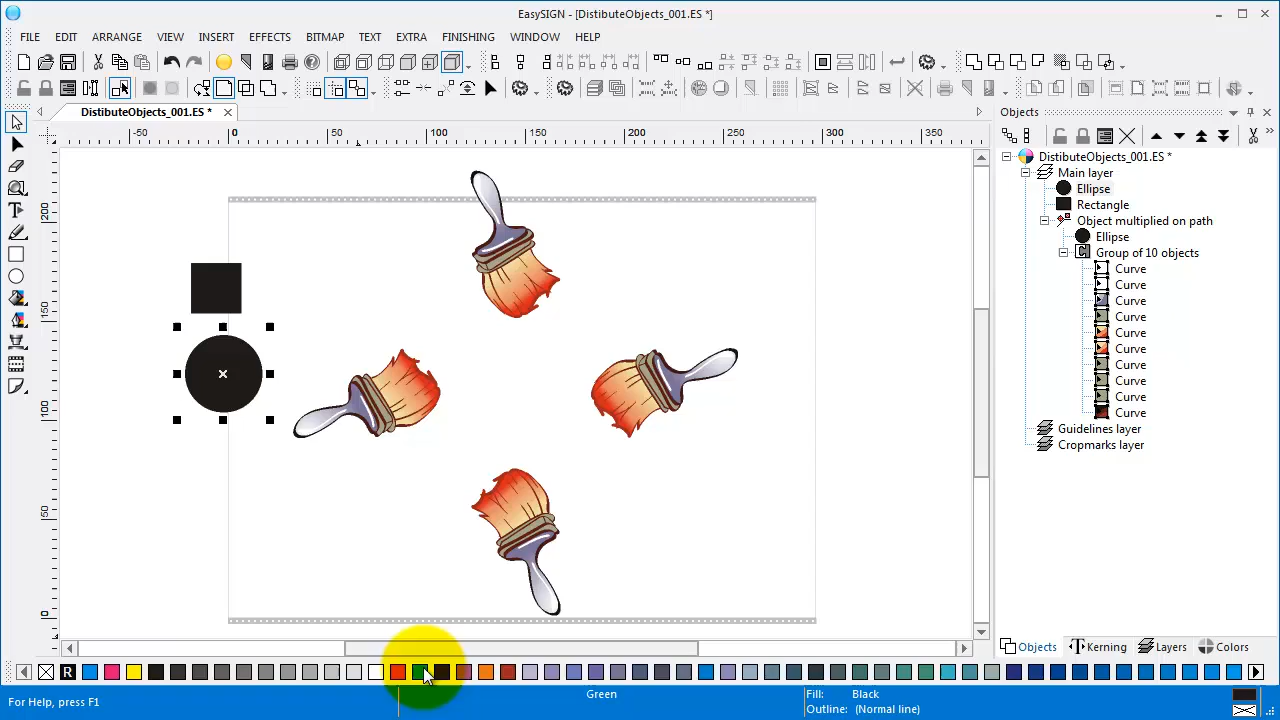 EasySIGN - [DistibuteObjects_001.ES *]
FILE EDIT ARRANGE VIEW INSERT EFFECTS BITMAP TEXT EXTRA FINISHING WINDOW HELP
DistibuteObjects_001.ES *
-50 0 50 100 150 200 250 300 350
200
150
100
50
0
Objects
DistibuteObjects_001.ES *
Main layer
Ellipse
Rectangle
Object multiplied on path
Ellipse
Group of 10 objects
Curve
Curve
Curve
Curve
Curve
Curve
Curve
Curve
Curve
Curve
Guidelines layer
Cropmarks layer
Objects Kerning Layers Colors
R
For Help, press F1
Green
Fill: Black
Outline: (Normal line)